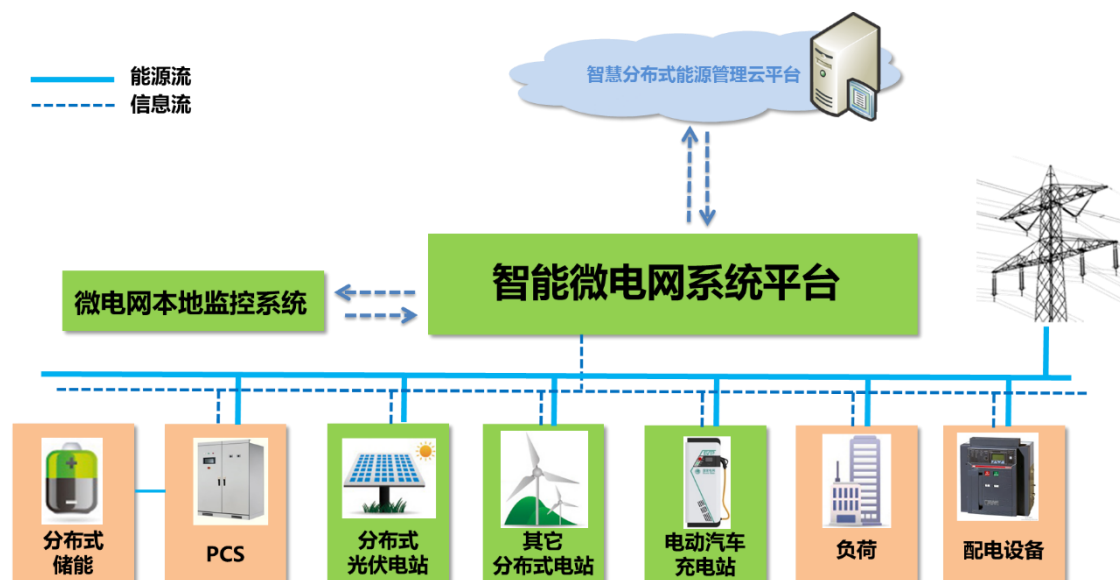 能源流
信息流
智慧分布式能源管理云平台
智能微电网系统平台
微电网本地监控系统
分布式
储能
PCS
分布式
光伏电站
其它
分布式电站
电动汽车
充电站
负荷
配电设备